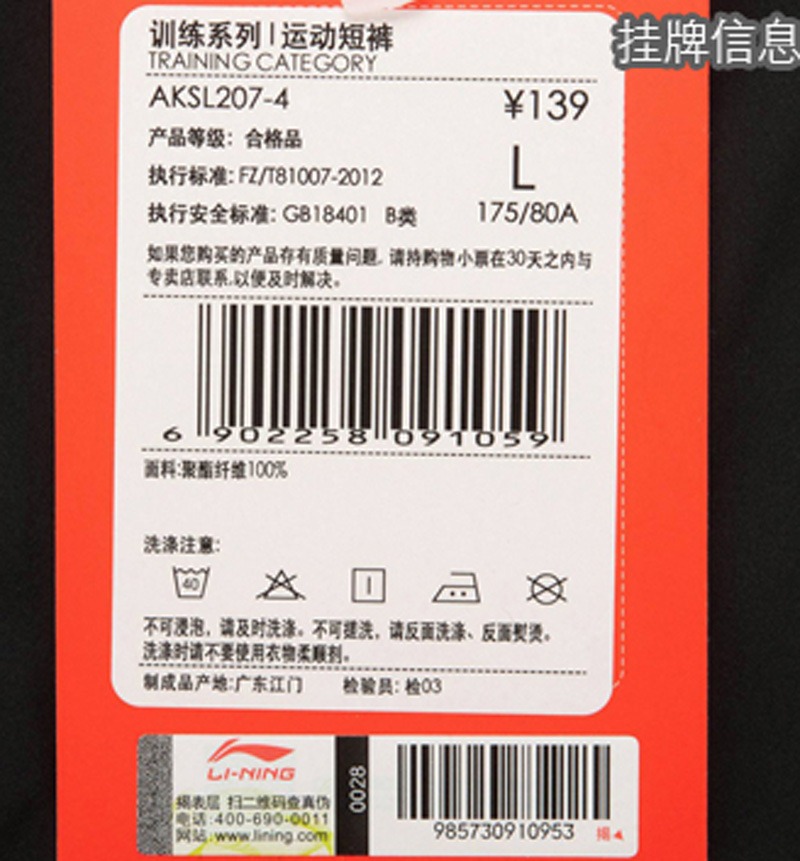 挂牌信息
训练系列 | 运动短裤
TRAINING CATEGORY
AKSL207-4
¥139
产品等级: 合格品
执行标准: FZ/T81007-2012
L
执行安全标准: GB18401 B类
175/80A
如果您购买的产品存有质量问题, 请持购物小票在30天之内与
专卖店联系,以便及时解决。
6 902258 091059
面料:聚酯纤维100%
洗涤注意:
40
不可浸泡, 请及时洗涤。不可搓洗, 请反面洗涤、反面熨烫。
洗涤时请不要使用衣物柔顺剂。
制成品产地:广东江门 检验员: 检03
LI-NING
揭表层 扫二维码查真伪
电话:400-690-0011
网站:www.lining.com
0028
985730910953
揭